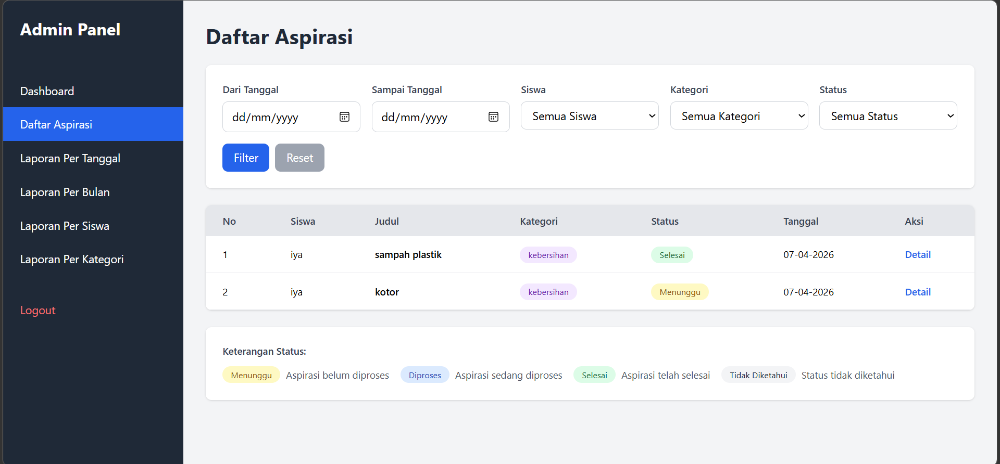 Admin Panel
Dashboard
Daftar Aspirasi
Laporan Per Tanggal
Laporan Per Bulan
Laporan Per Siswa
Laporan Per Kategori
Logout
Daftar Aspirasi
Dari Tanggal Sampai Tanggal Siswa Kategori Status
dd/mm/yyyy dd/mm/yyyy Semua Siswa Semua Kategori Semua Status
Filter Reset
No Siswa Judul Kategori Status Tanggal Aksi
1 iya sampah plastik kebersihan Selesai 07-04-2026 Detail
2 iya kotor kebersihan Menunggu 07-04-2026 Detail
Keterangan Status:
Menunggu Aspirasi belum diproses Diproses Aspirasi sedang diproses Selesai Aspirasi telah selesai Tidak Diketahui Status tidak diketahui